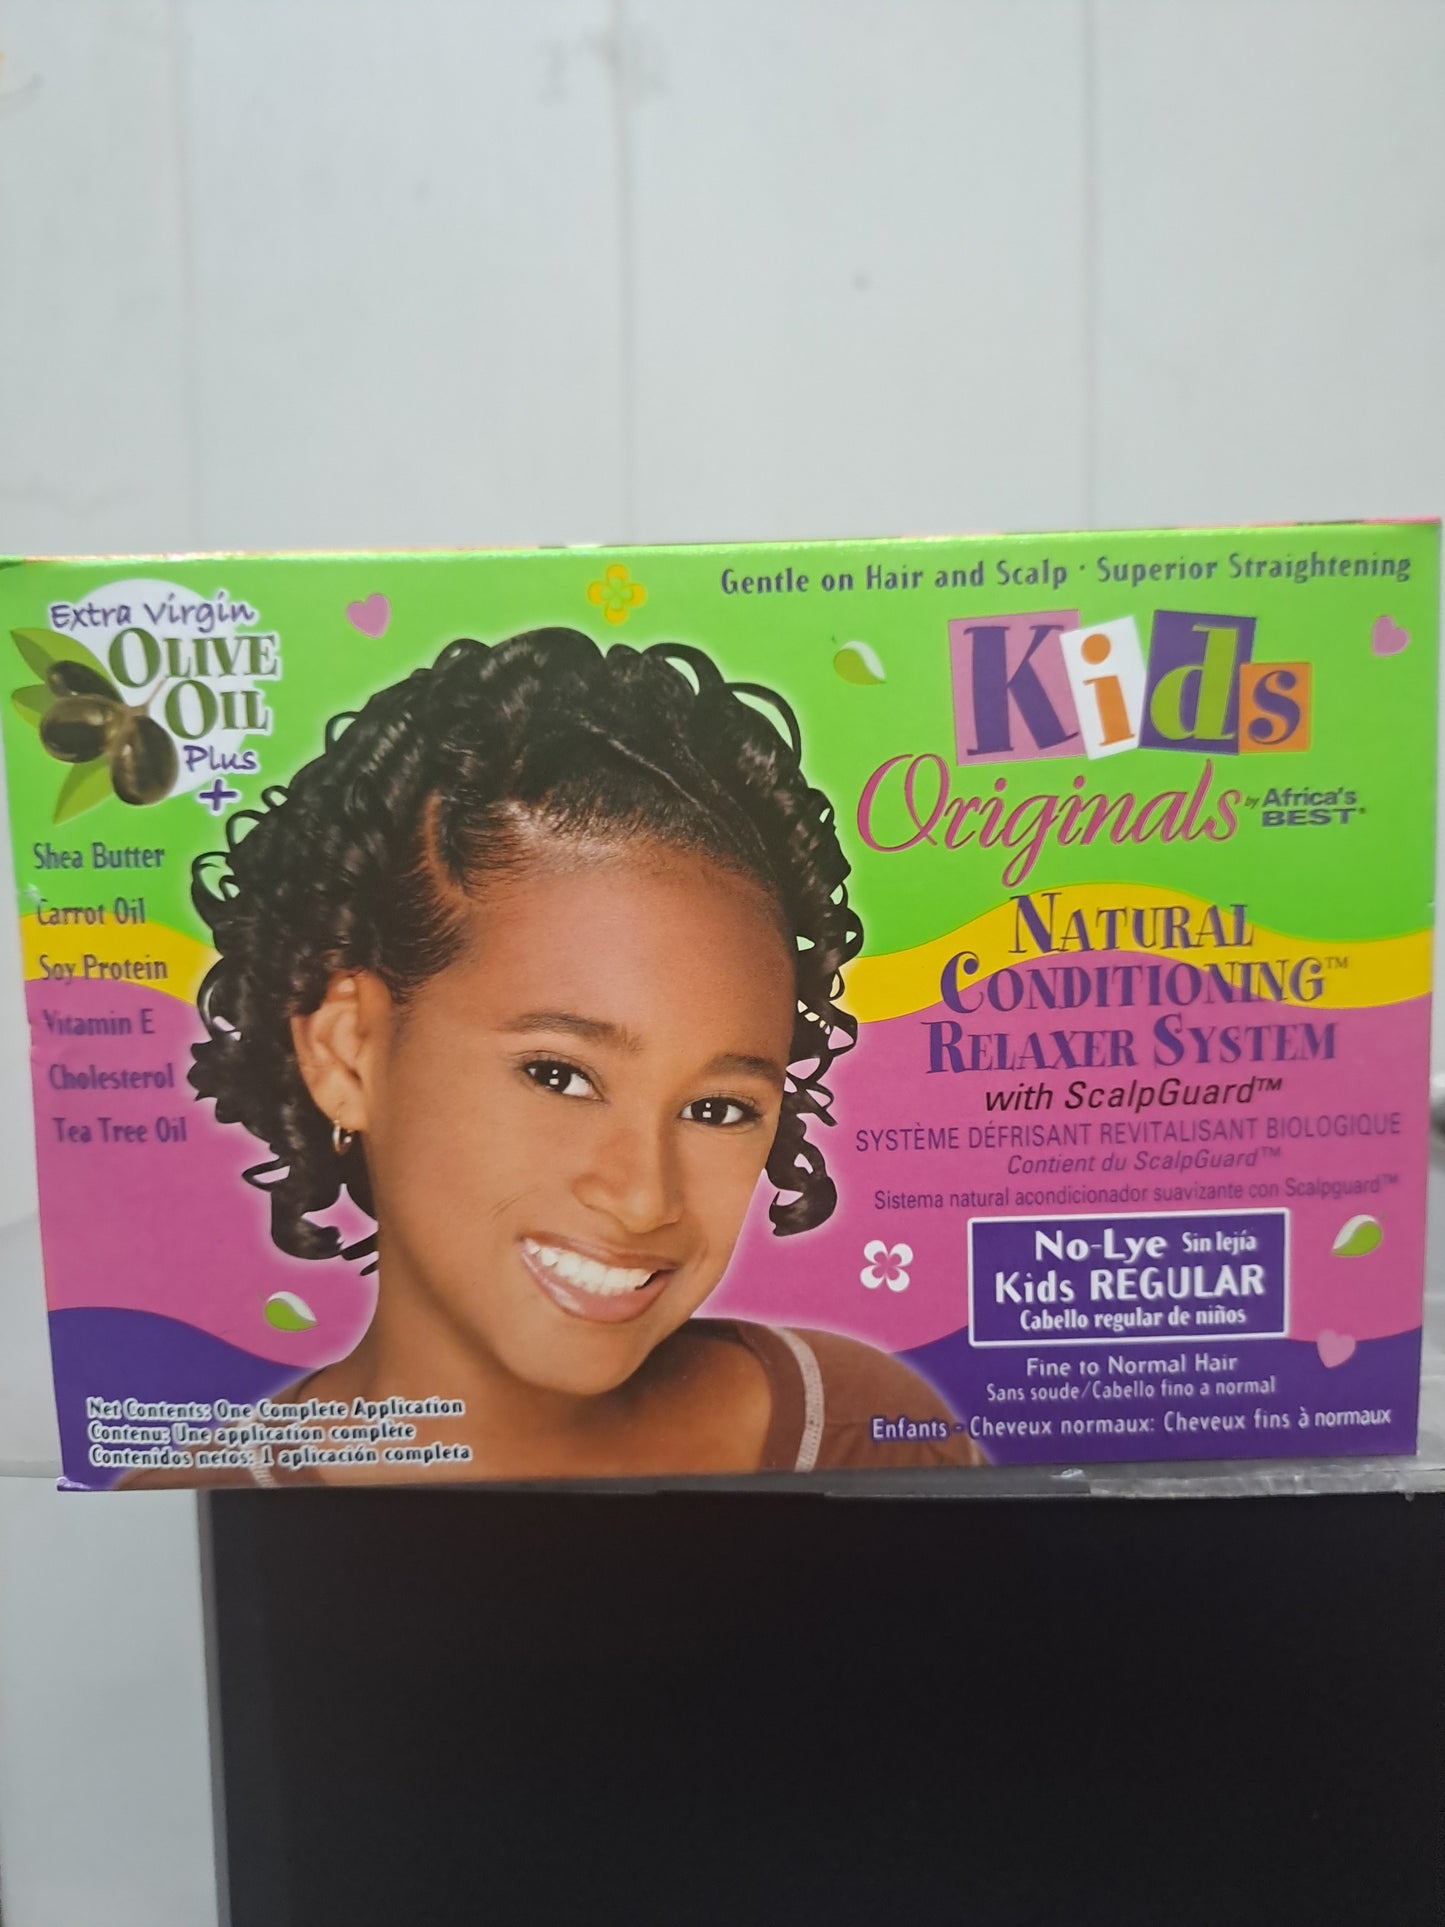 Gentle on Hair and Scalp · Superior Straightening
Extra Virgin
OLIVE
OIL
Plus
+
Shea Butter
Carrot Oil
Soy Protein
Vitamin E
Cholesterol
Tea Tree Oil
Kids
Originals by Africa's
BEST®
NATURAL
CONDITIONING™
RELAXER SYSTEM
with ScalpGuard™
SYSTÈME DÉFRISANT REVITALISANT BIOLOGIQUE
Contient du ScalpGuard™
Sistema natural acondicionador suavizante con Scalpguard™
No-Lye Sin lejía
Kids REGULAR
Cabello regular de niños
Fine to Normal Hair
Sans soude/Cabello fino a normal
Enfants - Cheveux normaux: Cheveux fins à normaux
Net Contents: One Complete Application
Contenu: Une application complète
Contenidos netos: 1 aplicación completa